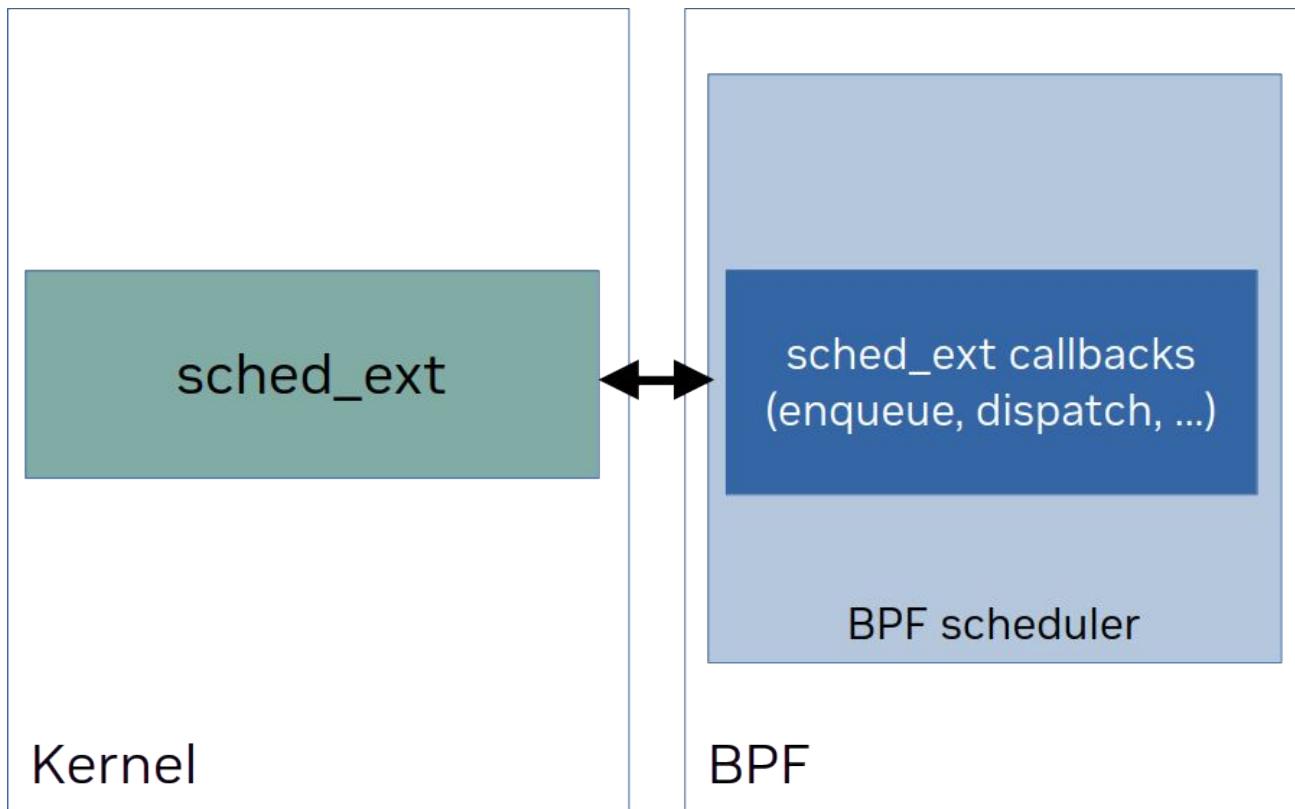 sched_ext
sched_ext callbacks
(enqueue, dispatch, ...)
BPF scheduler
Kernel
BPF